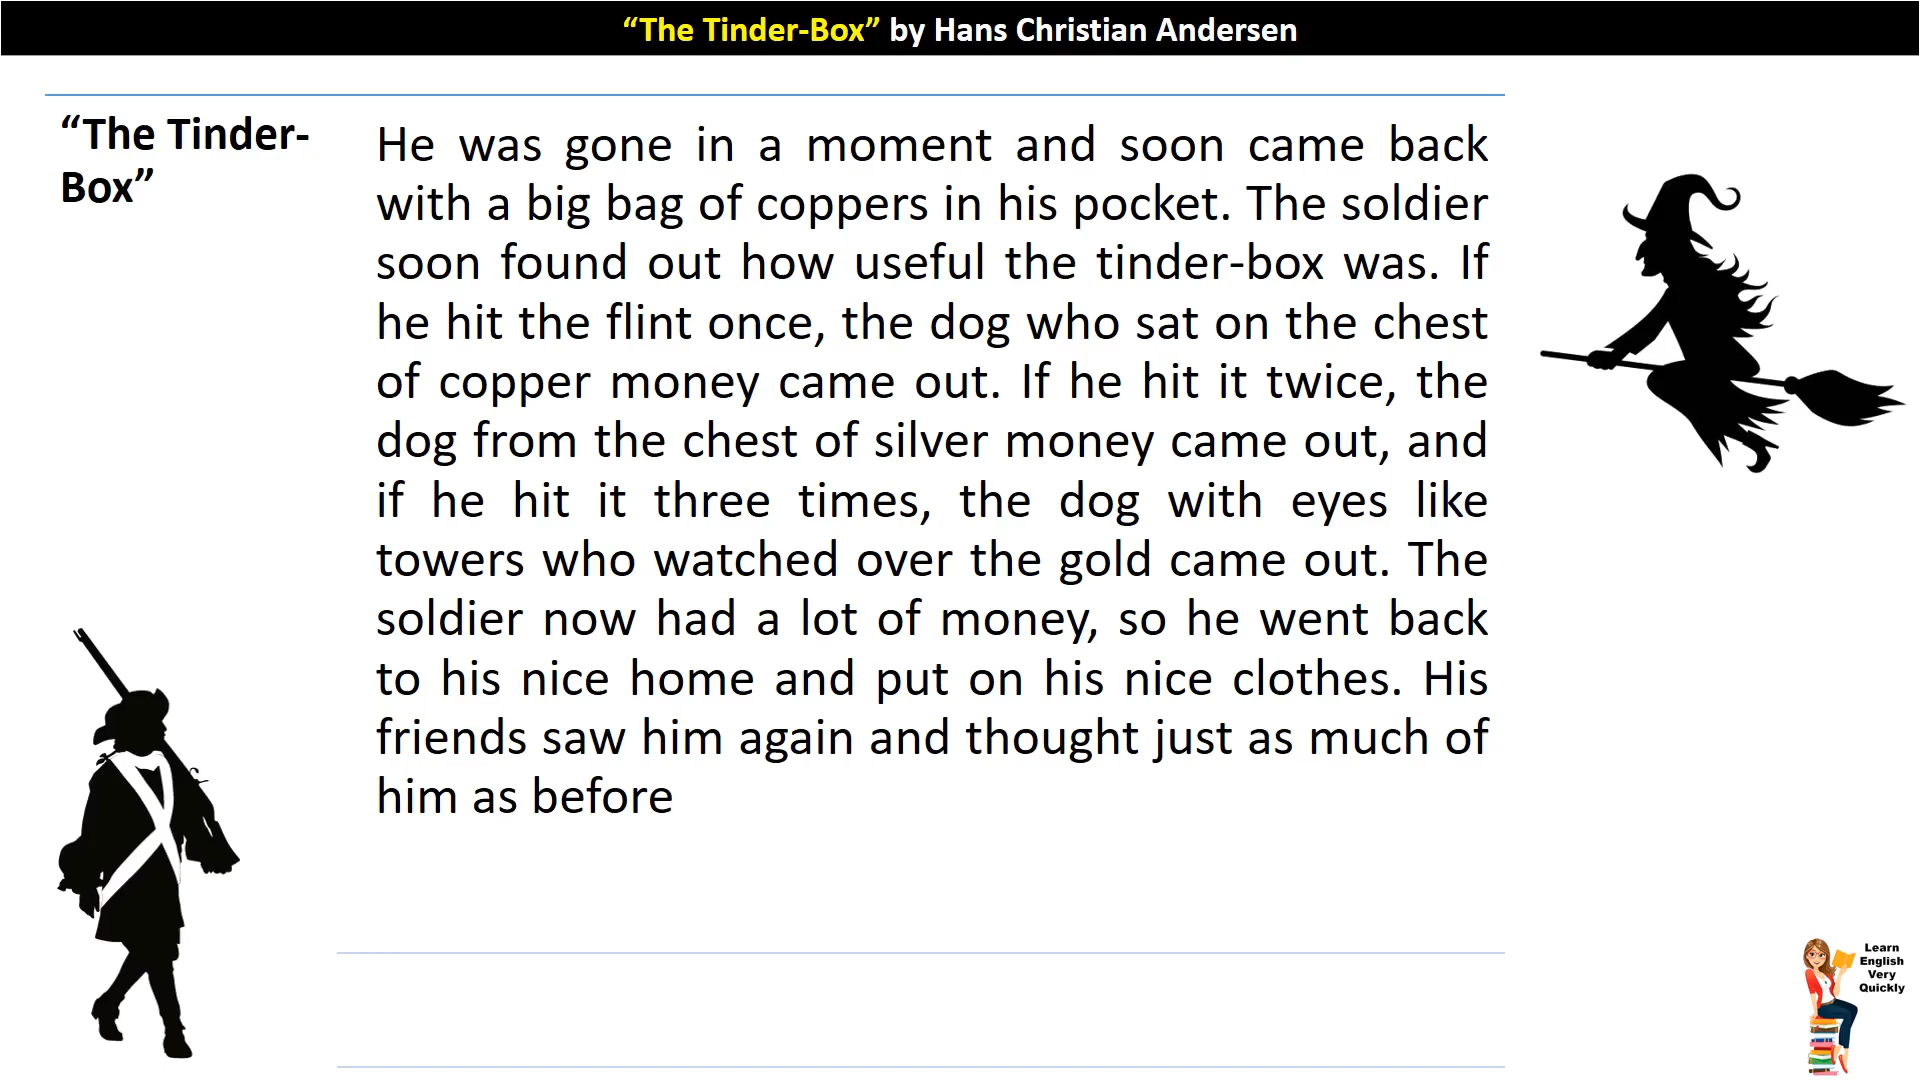 “The Tinder-Box” by Hans Christian Andersen
“The Tinder-
Box”
He was gone in a moment and soon came back
with a big bag of coppers in his pocket. The soldier
soon found out how useful the tinder-box was. If
he hit the flint once, the dog who sat on the chest
of copper money came out. If he hit it twice, the
dog from the chest of silver money came out, and
if he hit it three times, the dog with eyes like
towers who watched over the gold came out. The
soldier now had a lot of money, so he went back
to his nice home and put on his nice clothes. His
friends saw him again and thought just as much of
him as before
Learn
English
Very
Quickly